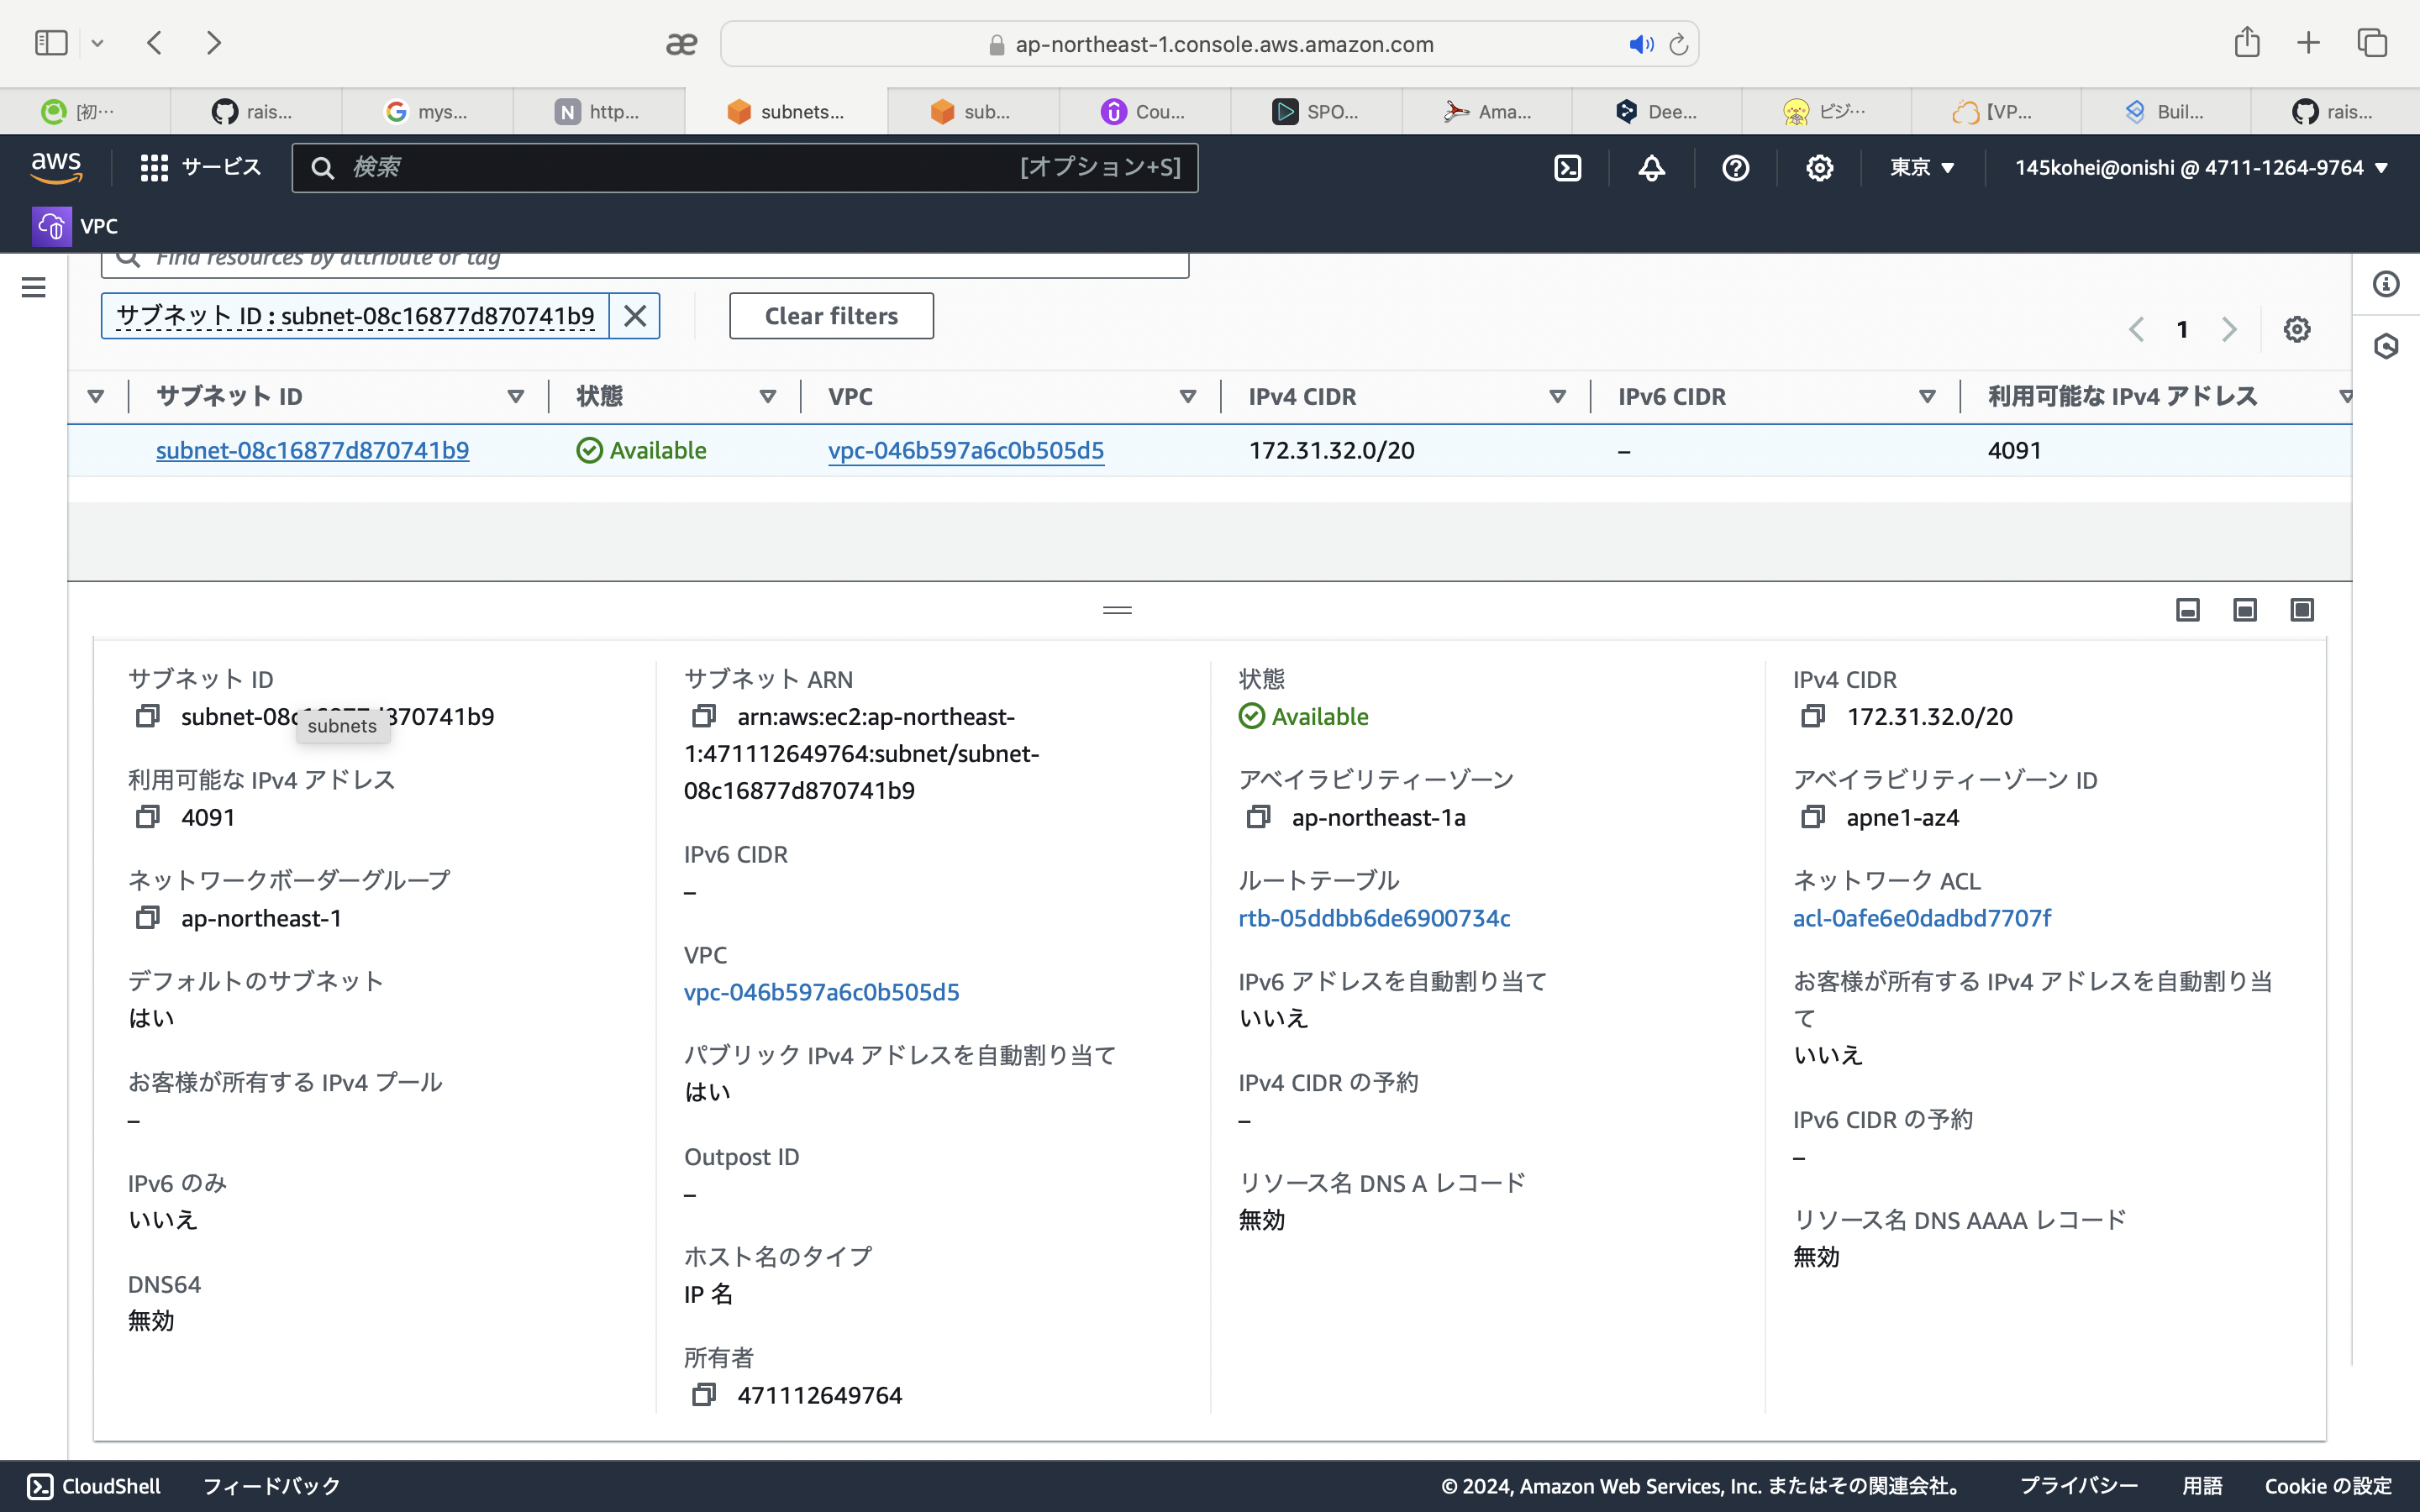 ap-northeast-1.console.aws.amazon.com
[初…
rais...
mys...
http...
subnets...
sub...
Cou...
SPO...
Ama...
Dee...
ビジ…
【VP...
Buil...
rais...
aws
サービス
検索
[オプション+S]
東京
145kohei@onishi @ 4711-1264-9764
VPC
Find resources by attribute or tag
サブネット ID : subnet-08c16877d870741b9
Clear filters
1
サブネット ID
状態
VPC
IPv4 CIDR
IPv6 CIDR
利用可能な IPv4 アドレス
subnet-08c16877d870741b9
Available
vpc-046b597a6c0b505d5
172.31.32.0/20
–
4091
サブネット ID
subnet-08c16877d870741b9
subnets
利用可能な IPv4 アドレス
4091
ネットワークボーダーグループ
ap-northeast-1
デフォルトのサブネット
はい
お客様が所有する IPv4 プール
–
IPv6 のみ
いいえ
DNS64
無効
サブネット ARN
arn:aws:ec2:ap-northeast-
1:471112649764:subnet/subnet-
08c16877d870741b9
IPv6 CIDR
–
VPC
vpc-046b597a6c0b505d5
パブリック IPv4 アドレスを自動割り当て
はい
Outpost ID
–
ホスト名のタイプ
IP 名
所有者
471112649764
状態
Available
アベイラビリティーゾーン
ap-northeast-1a
ルートテーブル
rtb-05ddbb6de6900734c
IPv6 アドレスを自動割り当て
いいえ
IPv4 CIDR の予約
–
リソース名 DNS A レコード
無効
IPv4 CIDR
172.31.32.0/20
アベイラビリティーゾーン ID
apne1-az4
ネットワーク ACL
acl-0afe6e0dadbd7707f
お客様が所有する IPv4 アドレスを自動割り当
て
いいえ
IPv6 CIDR の予約
–
リソース名 DNS AAAA レコード
無効
CloudShell
フィードバック
© 2024, Amazon Web Services, Inc. またはその関連会社。
プライバシー
用語
Cookie の設定